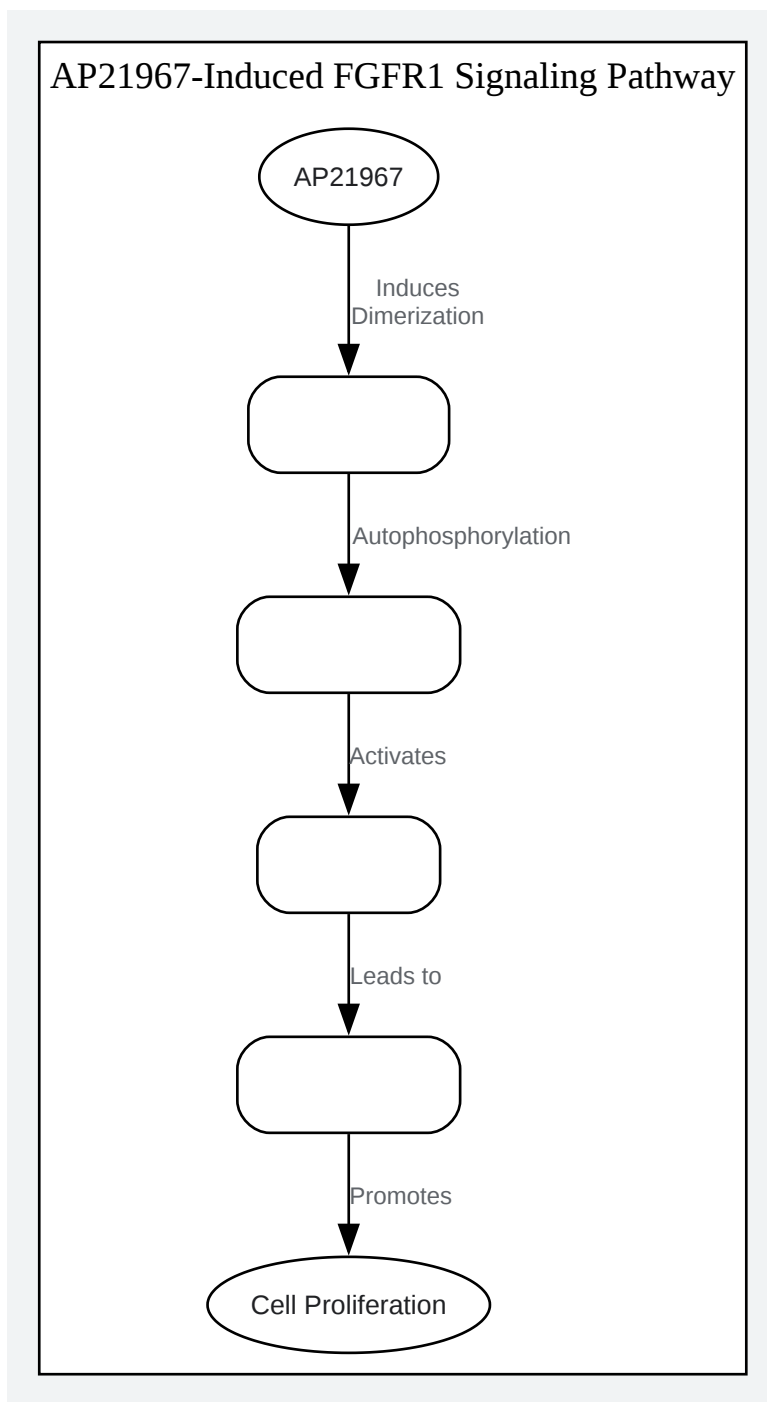 AP21967-Induced FGFR1 Signaling Pathway
AP21967
Induces
Dimerization
Autophosphorylation
Activates
Leads to
Promotes
Cell Proliferation